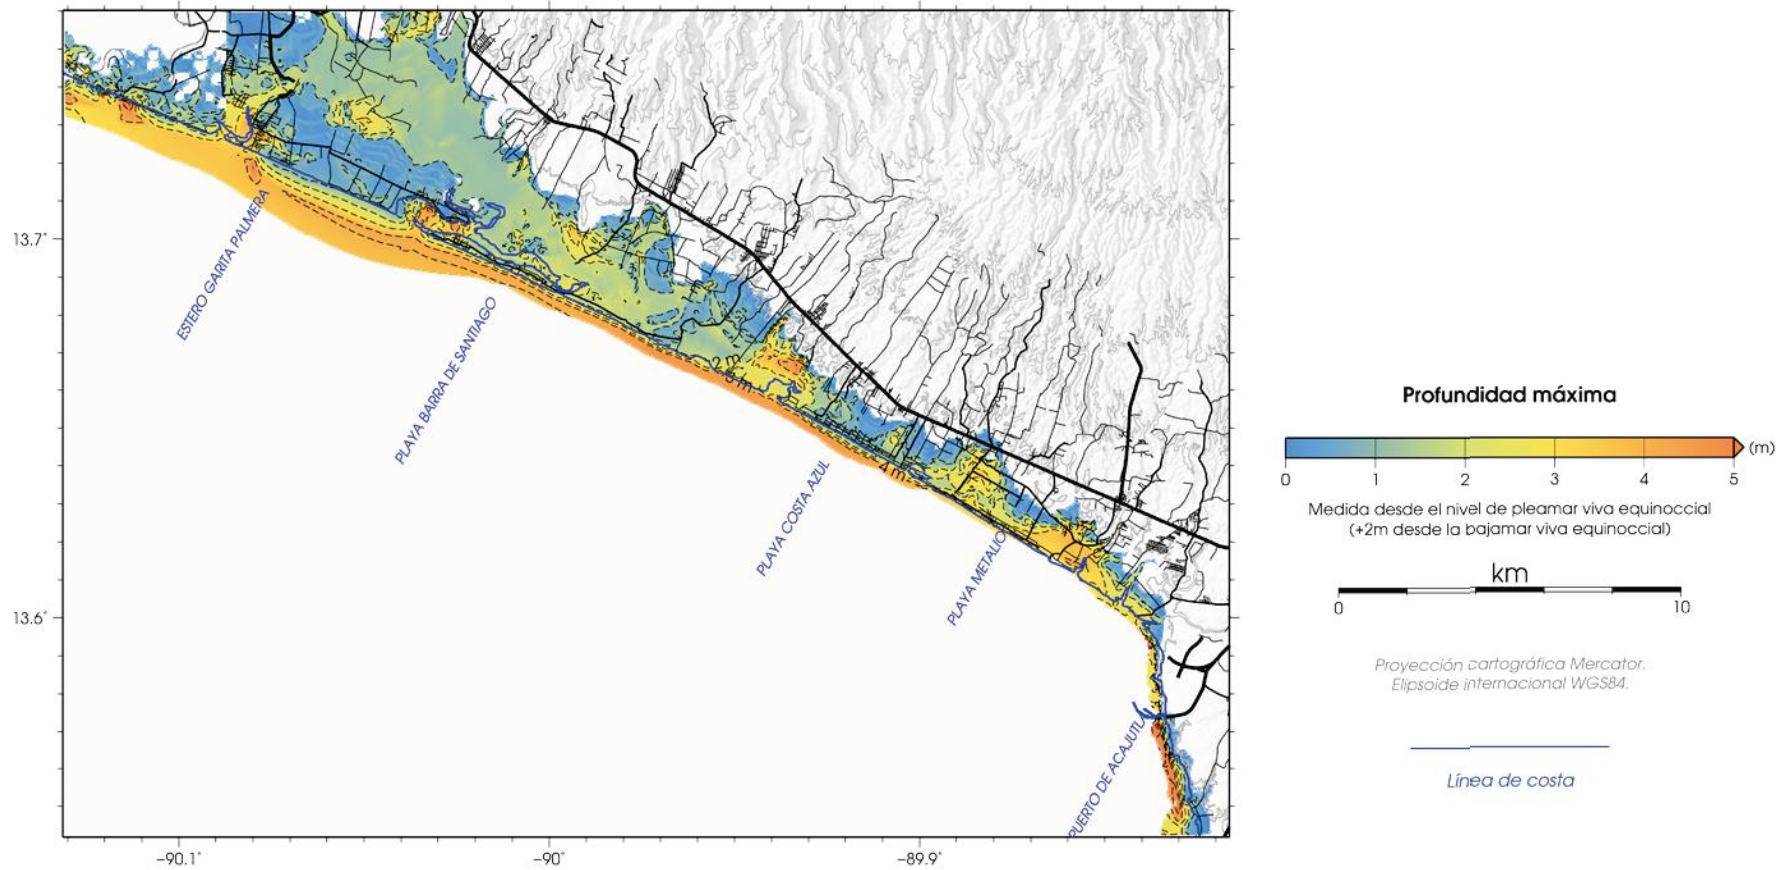 13.7°
13.6°
−90.1°
−90°
−89.9°
ESTERO GARITA PALMERA
PLAYA BARRA DE SANTIAGO
PLAYA COSTA AZUL
PLAYA METALIO
PUERTO DE ACAJUTLA
2 m
3 m
4 m
Profundidad máxima
(m)
0 1 2 3 4 5
Medida desde el nivel de pleamar viva equinoccial
(+2m desde la bajamar viva equinoccial)
km
0 10
Proyección cartográfica Mercator.
Elipsoide internacional WGS84.
Línea de costa